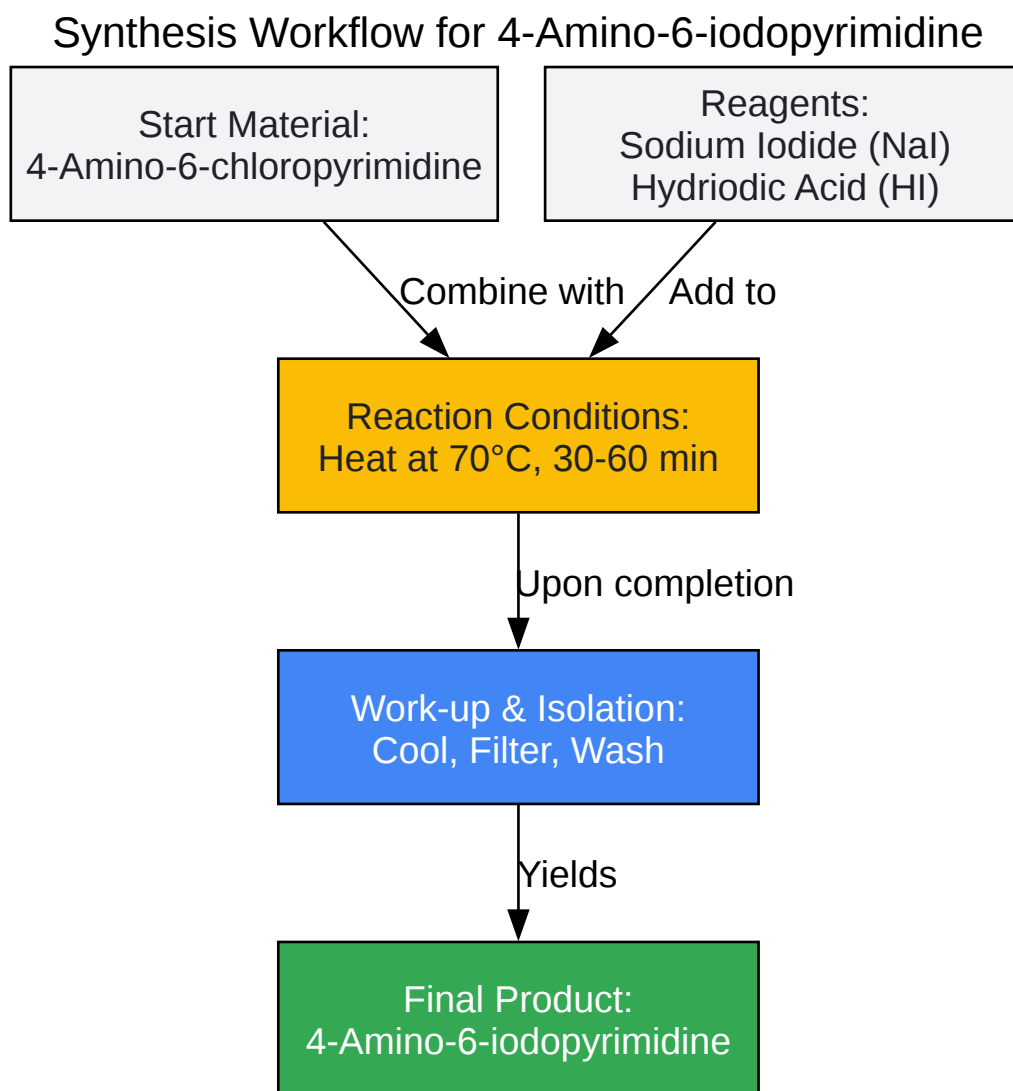 Synthesis Workflow for 4-Amino-6-iodopyrimidine
Start Material:
4-Amino-6-chloropyrimidine
Reagents:
Sodium Iodide (NaI)
Hydriodic Acid (HI)
Combine with
Add to
Reaction Conditions:
Heat at 70°C, 30-60 min
Upon completion
Work-up & Isolation:
Cool, Filter, Wash
Yields
Final Product:
4-Amino-6-iodopyrimidine